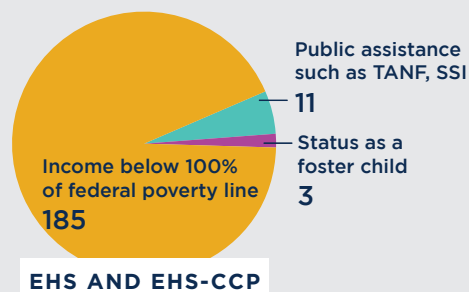 Public assistance
such as TANF, SSI
11
Status as a
foster child
3
Income below 100%
of federal poverty line
185
EHS AND EHS-CCP